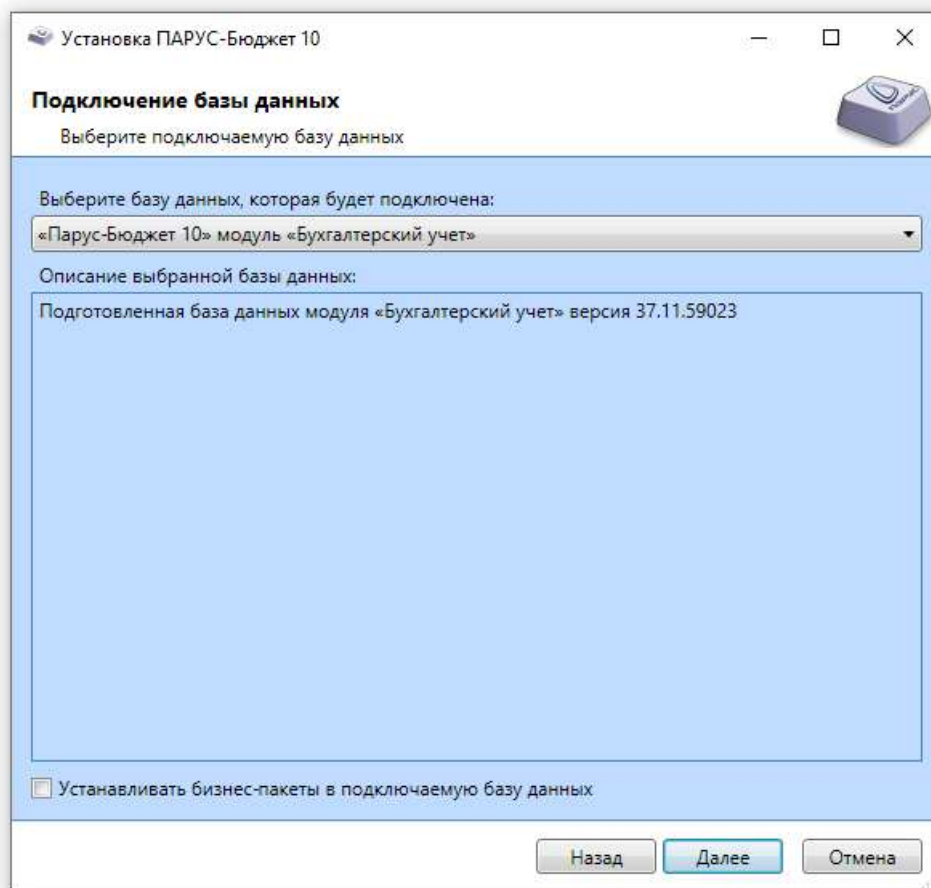 Установка ПАРУС-Бюджет 10
Подключение базы данных
Выберите подключаемую базу данных
Выберите базу данных, которая будет подключена:
«Парус-Бюджет 10» модуль «Бухгалтерский учет»
Описание выбранной базы данных:
Подготовленная база данных модуля «Бухгалтерский учет» версия 37.11.59023
Устанавливать бизнес-пакеты в подключаемую базу данных
Назад Далее Отмена